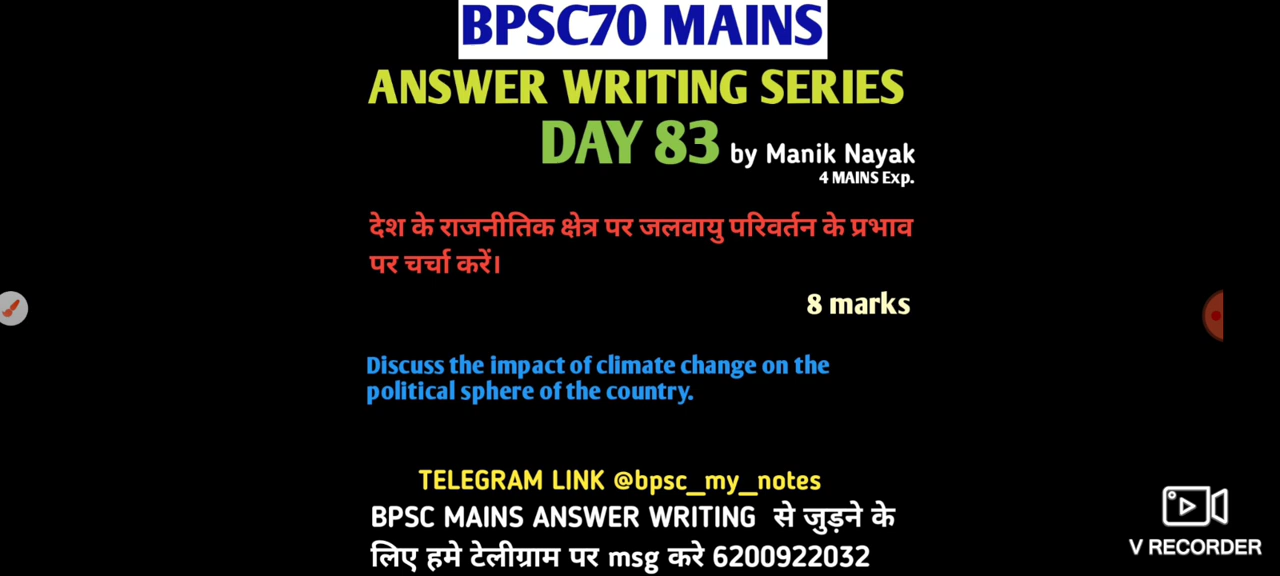 BPSC70 MAINS
ANSWER WRITING SERIES
DAY 83 by Manik Nayak
4 MAINS Exp.
देश के राजनीतिक क्षेत्र पर जलवायु परिवर्तन के प्रभाव
पर चर्चा करें।
8 marks
Discuss the impact of climate change on the
political sphere of the country.
TELEGRAM LINK @bpsc_my_notes
BPSC MAINS ANSWER WRITING से जुड़ने के
लिए हमे टेलीग्राम पर msg करे 6200922032
V RECORDER